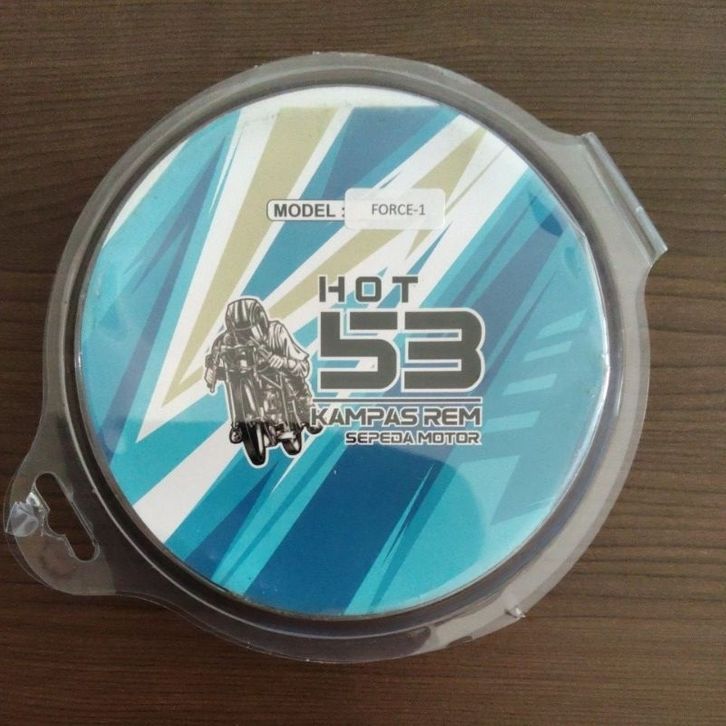 MODEL : FORCE-1
HOT
53
KAMPAS REM
SEPEDA MOTOR